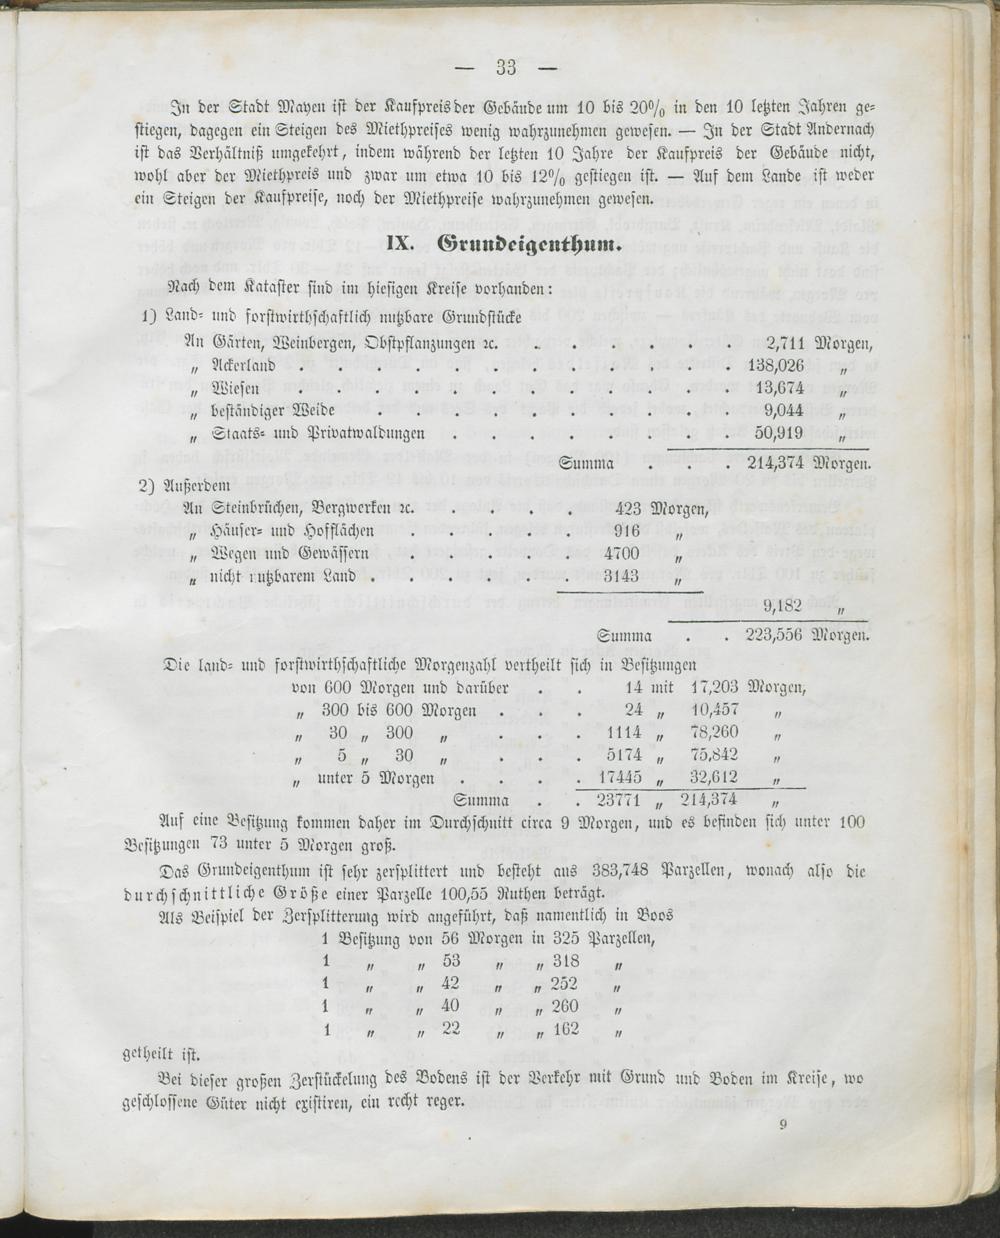 — 33 —
In der Stadt Mayen ist der Kaufpreis der Gebäude um 10 bis 20% in den 10 letzten Jahren ge-
stiegen, dagegen ein Steigen des Miethpreises wenig wahrzunehmen gewesen. — In der Stadt Andernach
ist das Verhältniß umgekehrt, indem während der letzten 10 Jahre der Kaufpreis der Gebäude nicht,
wohl aber der Miethpreis und zwar um etwa 10 bis 12% gestiegen ist. — Auf dem Lande ist weder
ein Steigen der Kaufpreise, noch der Miethpreise wahrzunehmen gewesen.
IX. Grundeigenthum.
Nach dem Kataster sind im hiesigen Kreise vorhanden:
1) Land- und forstwirthschaftlich nutzbare Grundstücke
An Gärten, Weinbergen, Obstpflanzungen ꝛc. . . . . . . . 2,711 Morgen,
„ Ackerland . . . . . . . . . . . 138,026 „
„ Wiesen . . . . . . . . . . . 13,674 „
„ beständiger Weide . . . . . . . . . . 9,044 „
„ Staats- und Privatwaldungen . . . . . . . . 50,919 „
Summa . . . 214,374 Morgen.
2) Außerdem
An Steinbrüchen, Bergwerken ꝛc. . . . . . 423 Morgen,
„ Häuser- und Hofflächen . . . . . 916 „
„ Wegen und Gewässern . . . . . 4700 „
„ nicht nutzbarem Land . . . . . . 3143 „
9,182 „
Summa . . 223,556 Morgen.
Die land- und forstwirthschaftliche Morgenzahl vertheilt sich in Besitzungen
von 600 Morgen und darüber . . 14 mit 17,203 Morgen,
„ 300 bis 600 Morgen . . . 24 „ 10,457 „
„ 30 „ 300 „ . . . 1114 „ 78,260 „
„ 5 „ 30 „ . . . 5174 „ 75,842 „
„ unter 5 Morgen . . . . 17445 „ 32,612 „
Summa . . 23771 „ 214,374 „
Auf eine Besitzung kommen daher im Durchschnitt circa 9 Morgen, und es befinden sich unter 100
Besitzungen 73 unter 5 Morgen groß.
Das Grundeigenthum ist sehr zersplittert und besteht aus 383,748 Parzellen, wonach also die
durchschnittliche Größe einer Parzelle 100,55 Ruthen beträgt.
Als Beispiel der Zersplitterung wird angeführt, daß namentlich in Boos
1 Besitzung von 56 Morgen in 325 Parzellen,
1 „ „ 53 „ „ 318 „
1 „ „ 42 „ „ 252 „
1 „ „ 40 „ „ 260 „
1 „ „ 22 „ „ 162 „
getheilt ist.
Bei dieser großen Zerstückelung des Bodens ist der Verkehr mit Grund und Boden im Kreise, wo
geschlossene Güter nicht existiren, ein recht reger.
9